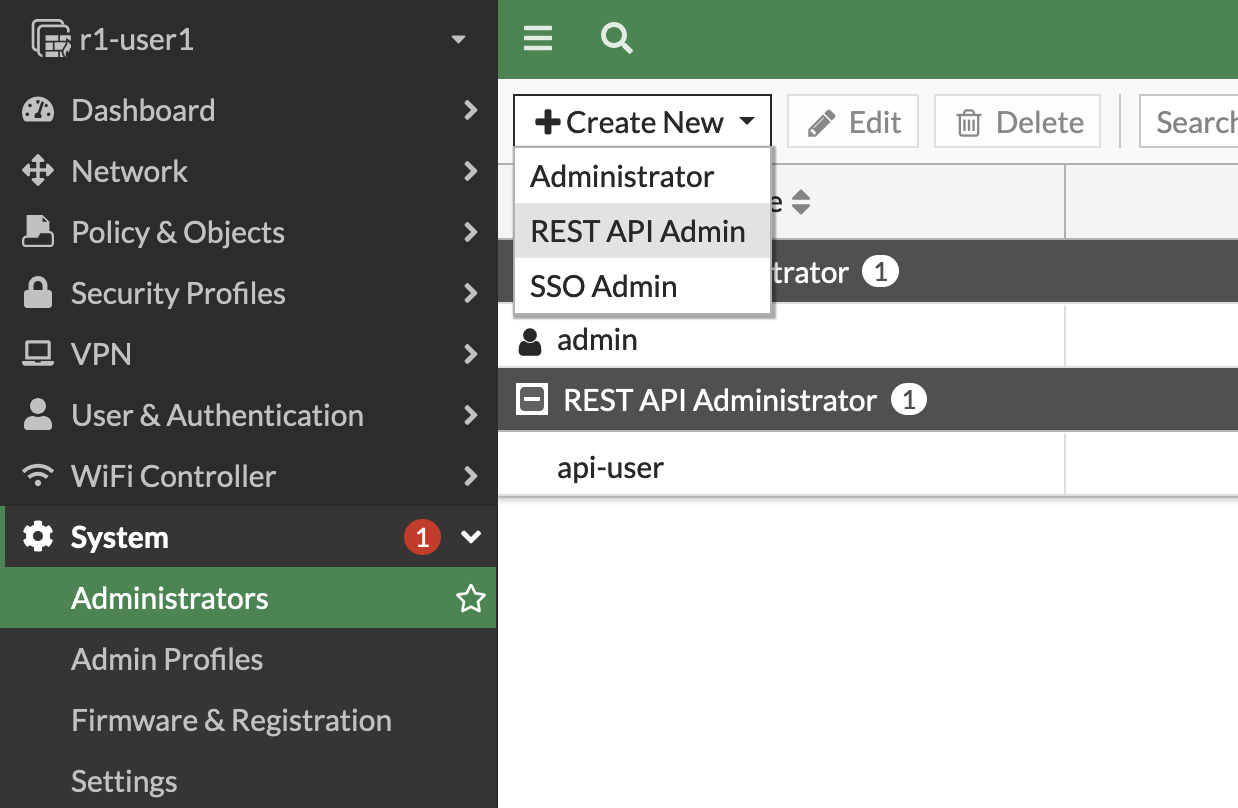 r1-user1
Dashboard
Network
Policy & Objects
Security Profiles
VPN
User & Authentication
WiFi Controller
System 1
Administrators
Admin Profiles
Firmware & Registration
Settings
Create New Edit Delete Search
Administrator
REST API Admin
SSO Admin
e
trator 1
admin
REST API Administrator 1
api-user